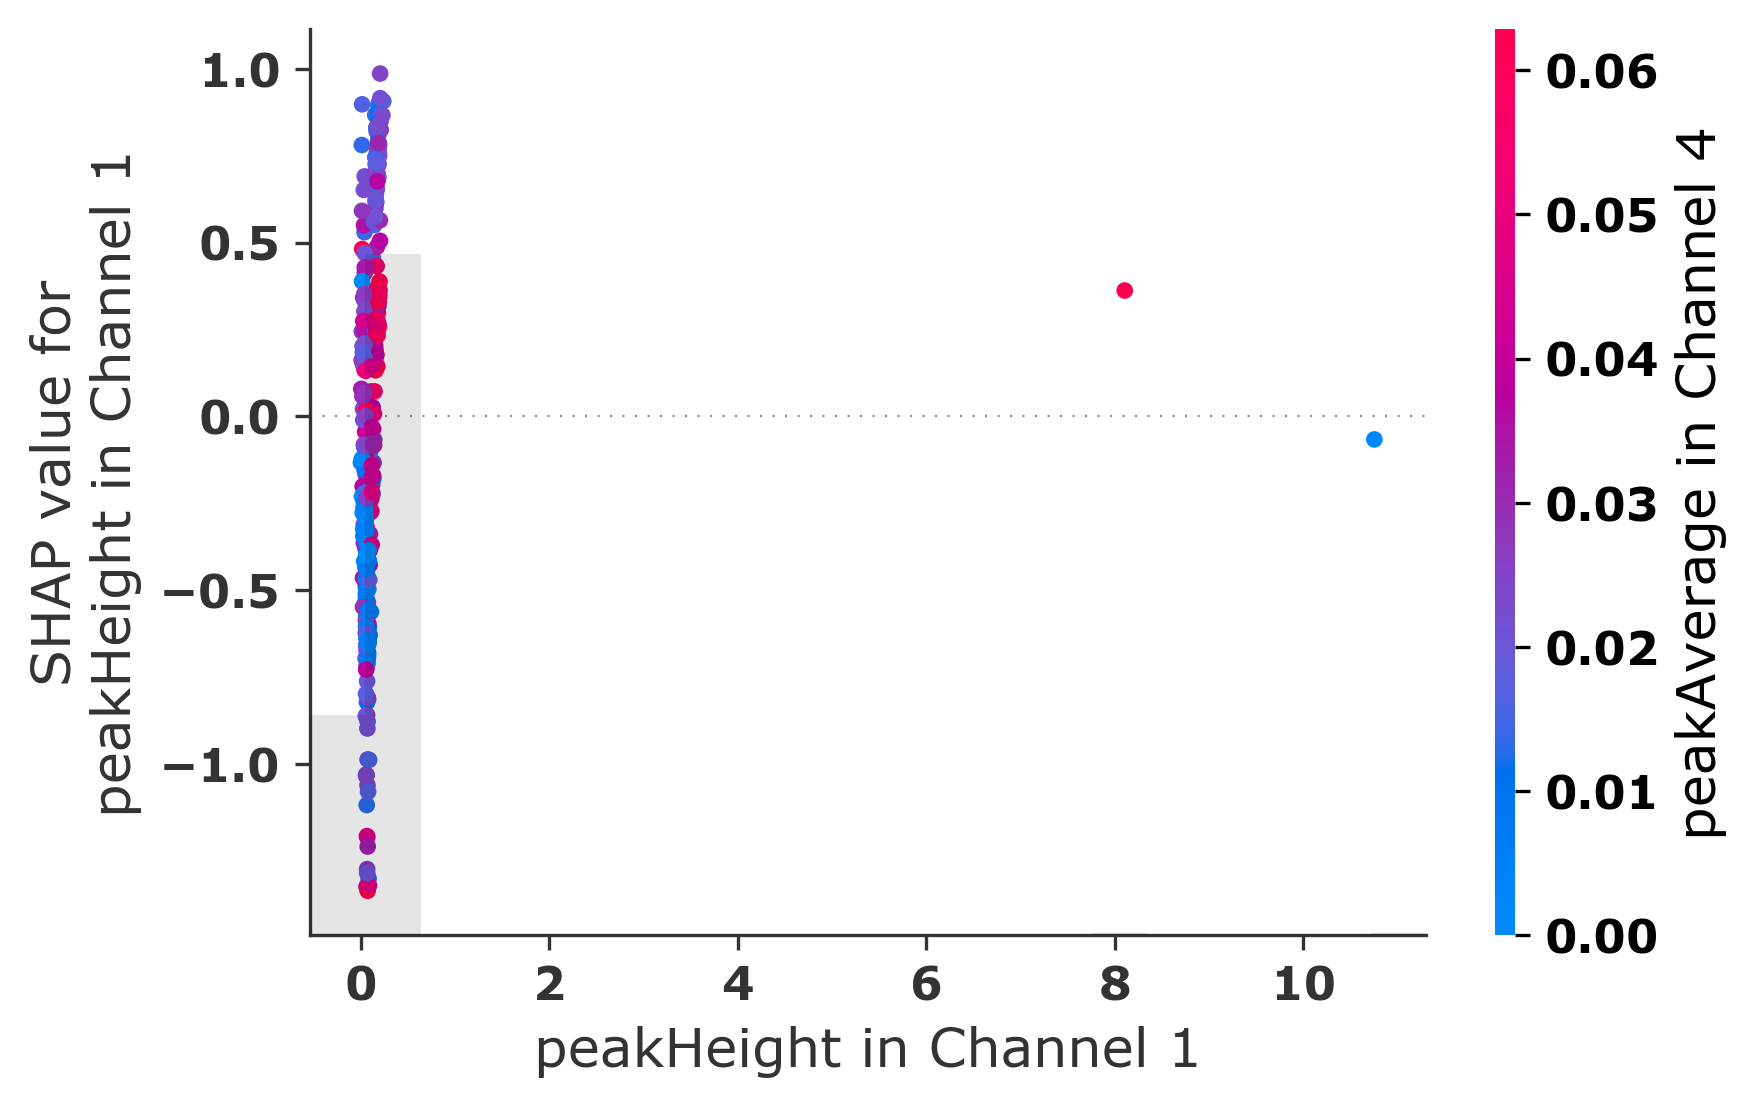 SHAP value for
peakHeight in Channel 1
1.0
0.5
0.0
−0.5
−1.0
0 2 4 6 8 10
peakHeight in Channel 1
0.06
0.05
0.04
0.03
0.02
0.01
0.00
peakAverage in Channel 4